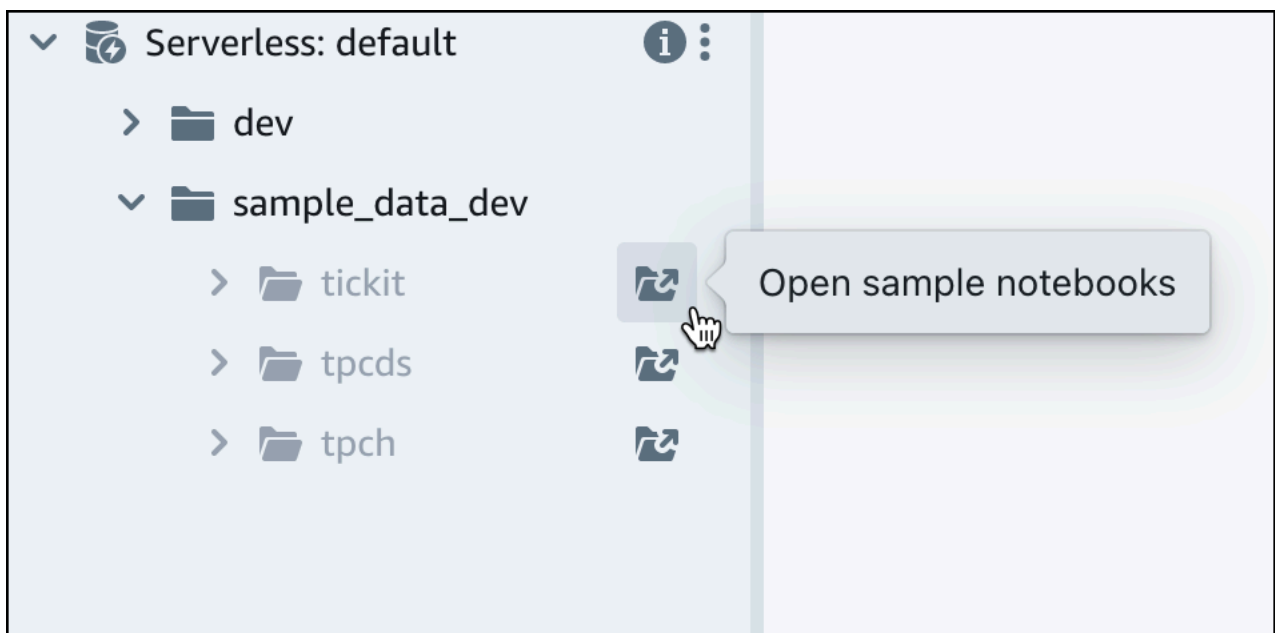 Serverless: default
dev
sample_data_dev
tickit
Open sample notebooks
tpcds
tpch